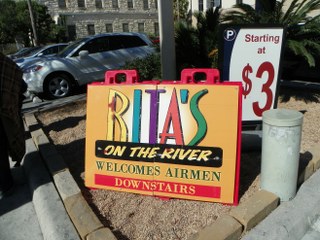 RITA'S
ON THE RIVER
WELCOMES AIRMEN
DOWNSTAIRS
P
Starting
at
$3